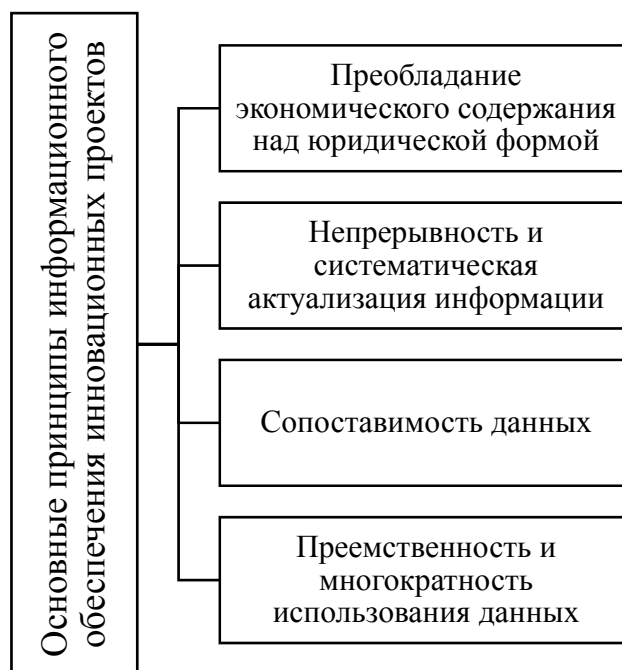 Основные принципы информационного
обеспечения инновационных проектов
Преобладание
экономического содержания
над юридической формой
Непрерывность и
систематическая
актуализация информации
Сопоставимость данных
Преемственность и
многократность
использования данных